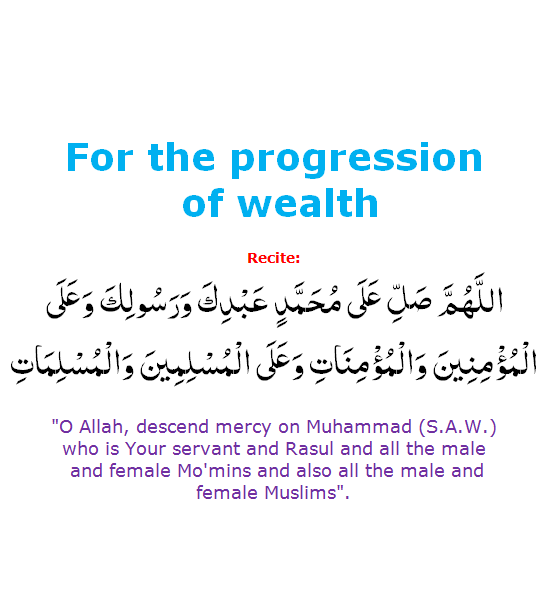 For the progression
of wealth
Recite:
اللَّهُمَّ صَلِّ عَلَى مُحَمَّدٍ عَبْدِكَ وَرَسُولِكَ وَعَلَى
الْمُؤْمِنِينَ وَالْمُؤْمِنَاتِ وَعَلَى الْمُسْلِمِينَ وَالْمُسْلِمَاتِ
"O Allah, descend mercy on Muhammad (S.A.W.)
who is Your servant and Rasul and all the male
and female Mo'mins and also all the male and
female Muslims".